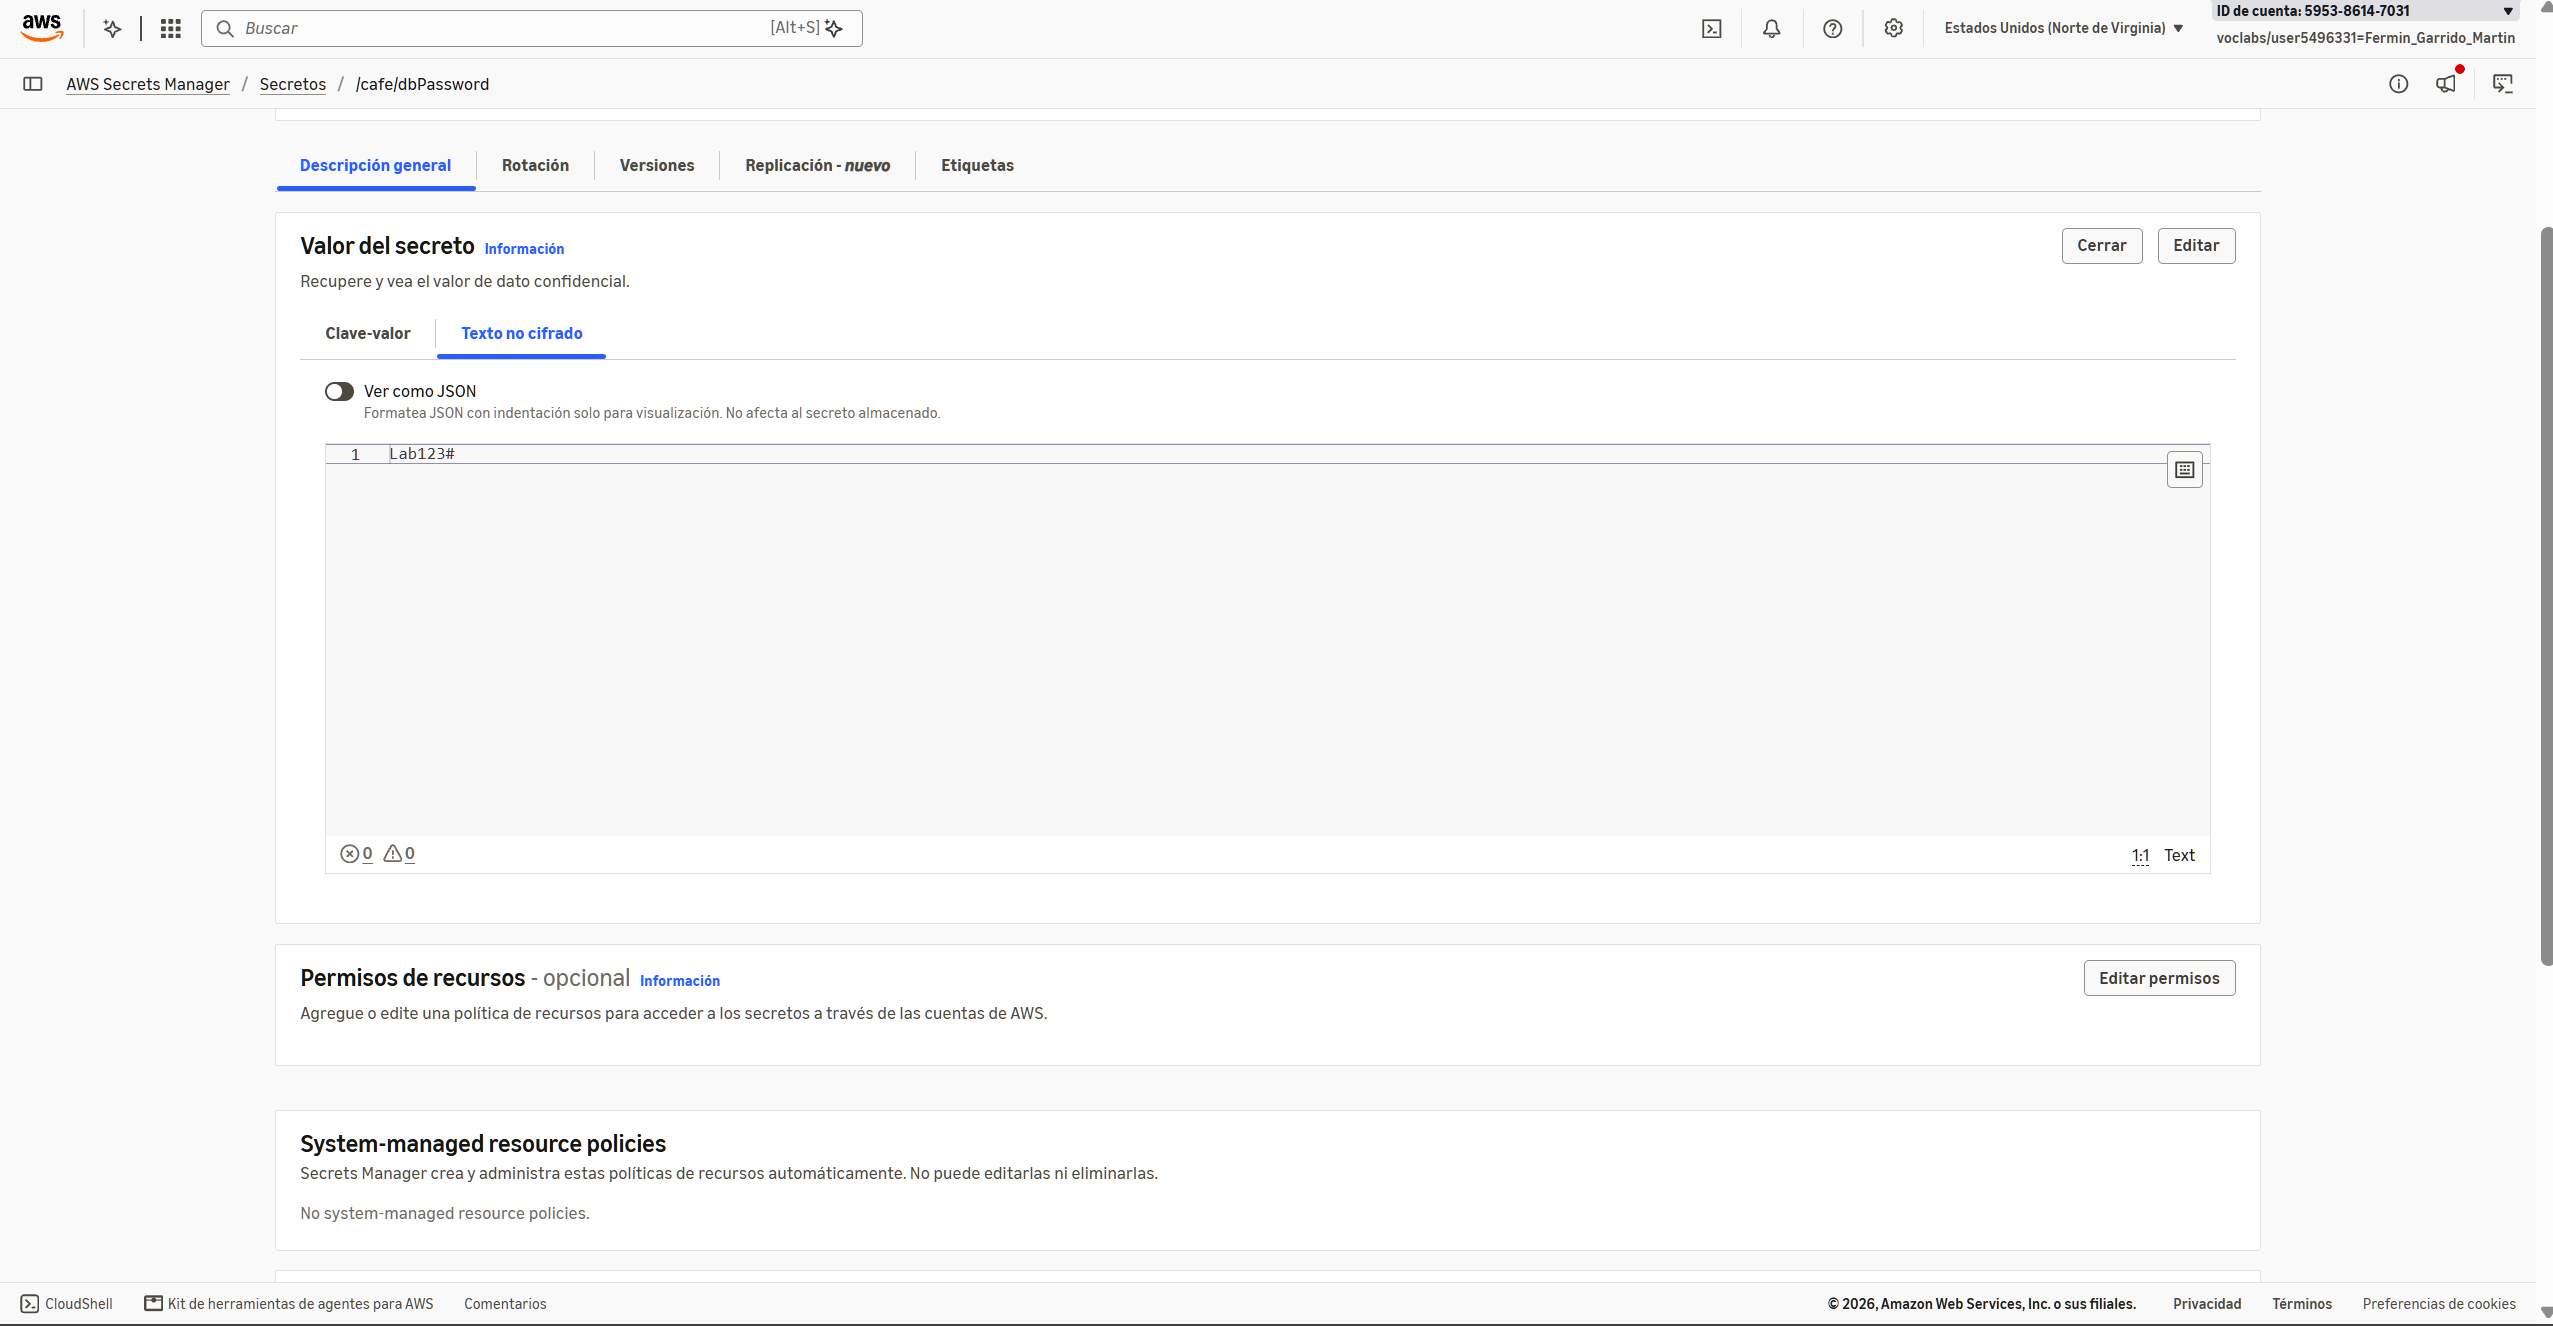 aws
Buscar
[Alt+S]
Estados Unidos (Norte de Virginia)
ID de cuenta: 5953-8614-7031
voclabs/user5496331=Fermin_Garrido_Martin
AWS Secrets Manager / Secretos / /cafe/dbPassword
Descripción general
Rotación
Versiones
Replicación - nuevo
Etiquetas
Valor del secreto Información
Cerrar
Editar
Recupere y vea el valor de dato confidencial.
Clave-valor
Texto no cifrado
Ver como JSON
Formatea JSON con indentación solo para visualización. No afecta al secreto almacenado.
1 Lab123#
0 0
1:1 Text
Permisos de recursos - opcional Información
Editar permisos
Agregue o edite una política de recursos para acceder a los secretos a través de las cuentas de AWS.
System-managed resource policies
Secrets Manager crea y administra estas políticas de recursos automáticamente. No puede editarlas ni eliminarlas.
No system-managed resource policies.
CloudShell
Kit de herramientas de agentes para AWS
Comentarios
© 2026, Amazon Web Services, Inc. o sus filiales.
Privacidad
Términos
Preferencias de cookies